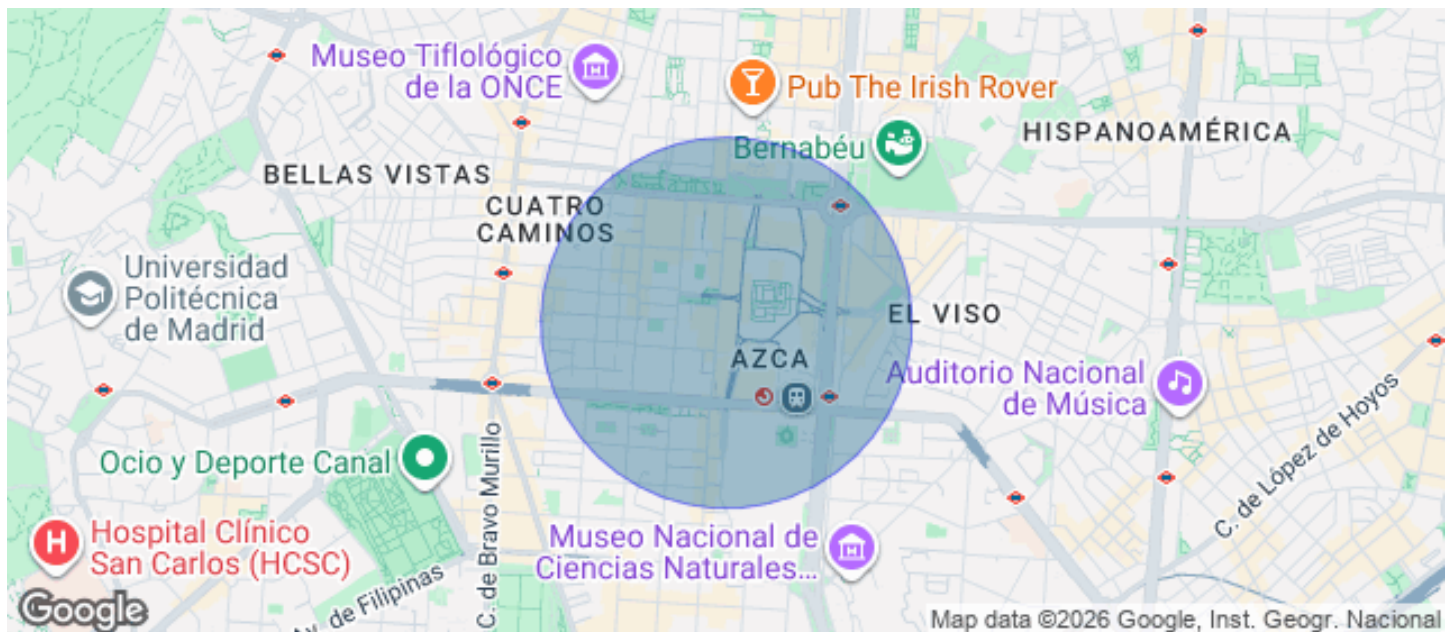 Museo Tiflológico
de la ONCE
Pub The Irish Rover
Bernabéu
HISPANOAMÉRICA
BELLAS VISTAS
CUATRO
CAMINOS
Universidad
Politécnica
de Madrid
EL VISO
AZCA
Auditorio Nacional
de Música
Ocio y Deporte Canal
C. de Bravo Murillo
C. de López de Hoyos
H
Hospital Clínico
San Carlos (HCSC)
Museo Nacional de
Ciencias Naturales...
Av. de Filipinas
Google
Map data ©2026 Google, Inst. Geogr. Nacional